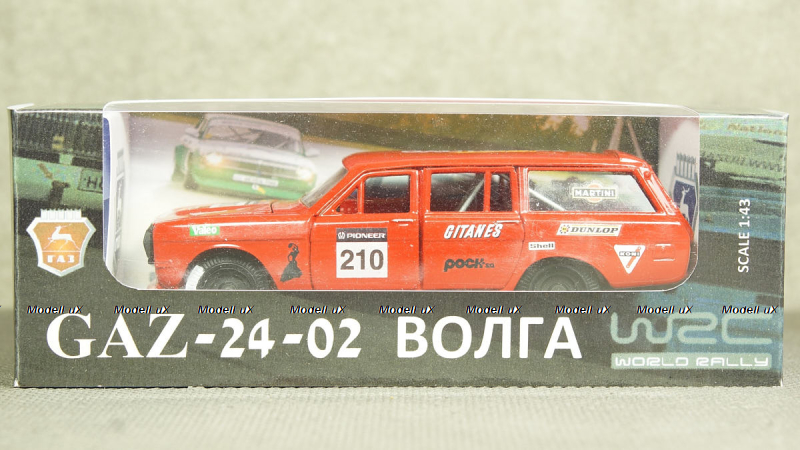 Valeo
PIONEER
210
GITANES
MARTINI
DUNLOP
Shell
KONI
ГАЗ
SCALE 1:43
Modell uX Modell uX Modell uX Modell uX Modell uX Modell uX Modell uX Modell uX Modell uX
GAZ-24-02 ВОЛГА WRC
WORLD RALLY